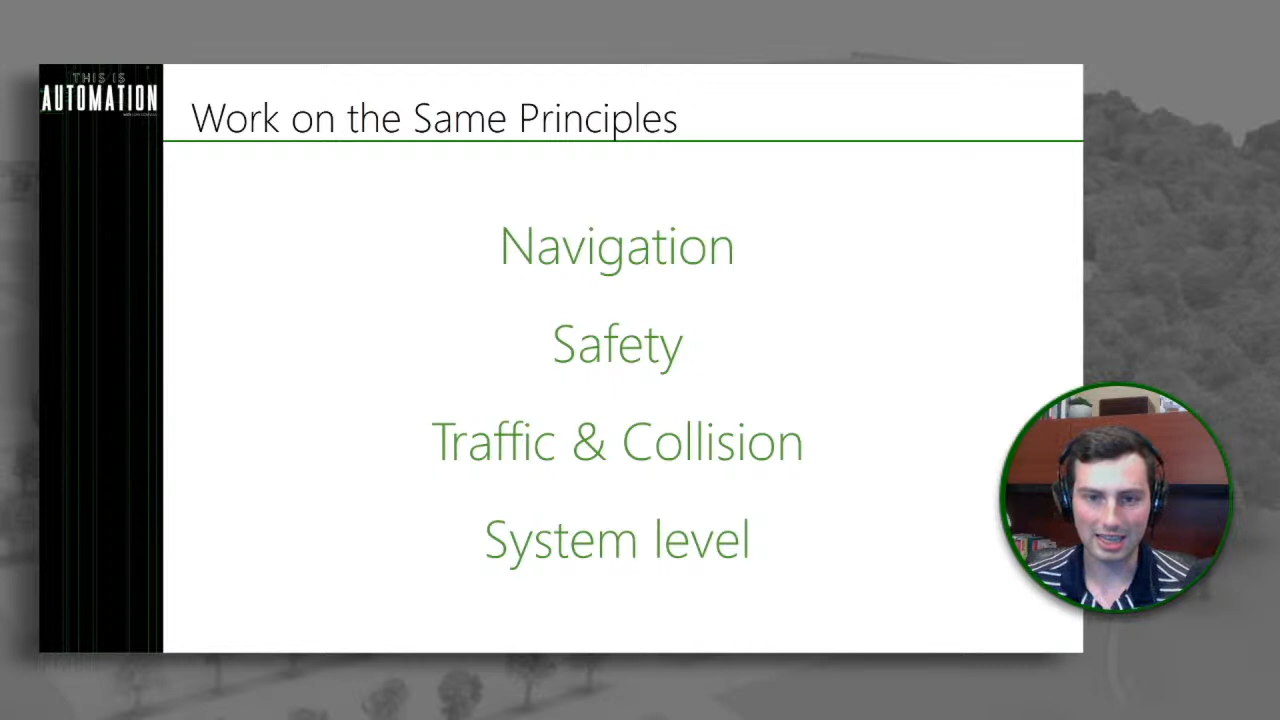 THIS IS
AUTOMATION
Work on the Same Principles
Navigation
Safety
Traffic & Collision
System level